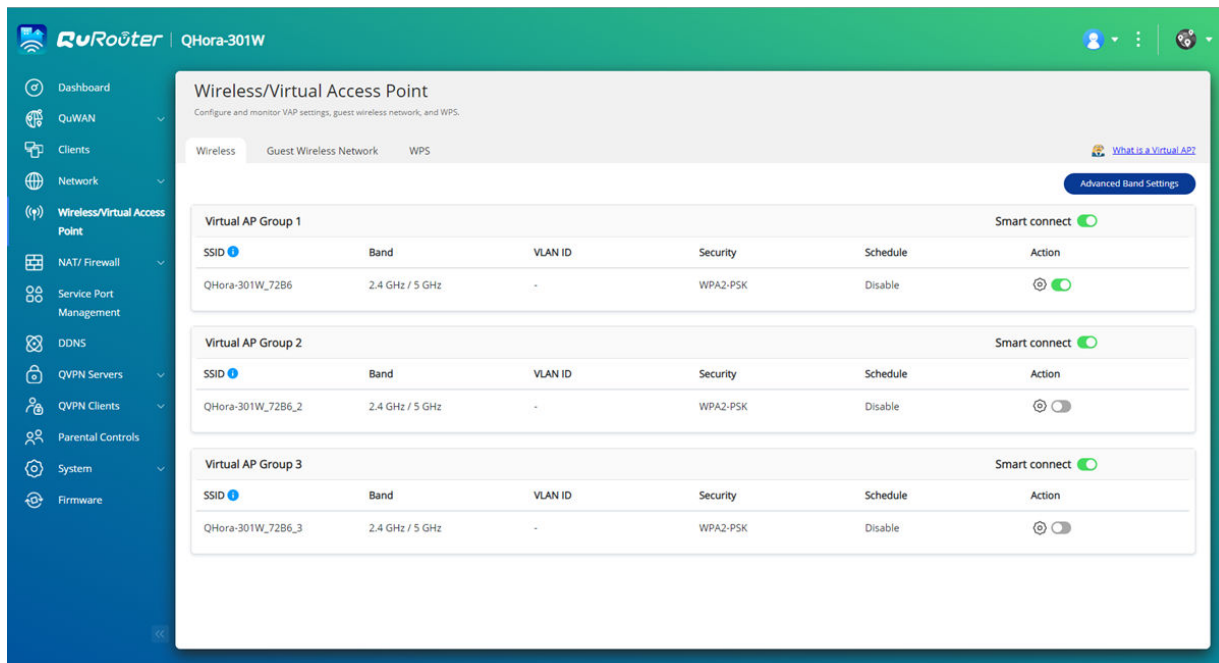 QuRouter | QHora-301W
Dashboard
QuWAN
Clients
Network
Wireless/Virtual Access
Point
NAT/ Firewall
Service Port
Management
DDNS
QVPN Servers
QVPN Clients
Parental Controls
System
Firmware
Wireless/Virtual Access Point
Configure and monitor VAP settings, guest wireless network, and WPS.
Wireless Guest Wireless Network WPS What is a Virtual AP?
Advanced Band Settings
Virtual AP Group 1 Smart connect
SSID Band VLAN ID Security Schedule Action
QHora-301W_72B6 2.4 GHz / 5 GHz - WPA2-PSK Disable
Virtual AP Group 2 Smart connect
SSID Band VLAN ID Security Schedule Action
QHora-301W_72B6_2 2.4 GHz / 5 GHz - WPA2-PSK Disable
Virtual AP Group 3 Smart connect
SSID Band VLAN ID Security Schedule Action
QHora-301W_72B6_3 2.4 GHz / 5 GHz - WPA2-PSK Disable